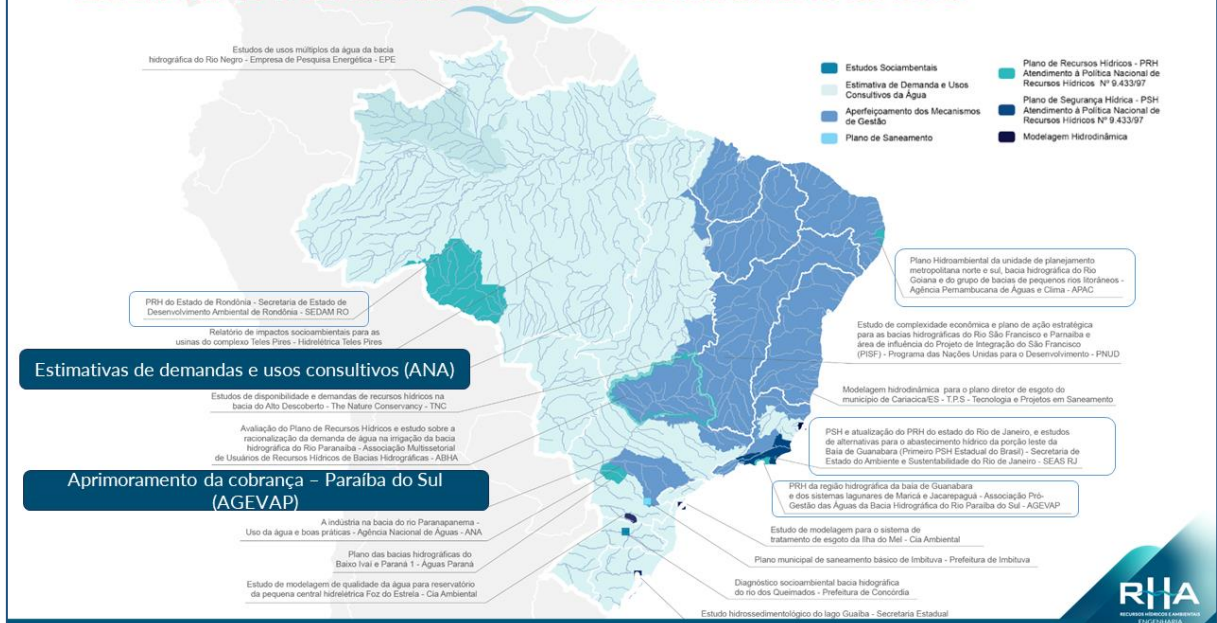 Estudos de usos múltiplos da água da bacia
hidrográfica do Rio Negro - Empresa de Pesquisa Energética - EPE
Estudos Sociambentais
Estimativa de Demanda e Usos
Consultivos da Água
Aperfeiçoamento dos Mecanismos
de Gestão
Plano de Saneamento
Plano de Recursos Hídricos - PRH
Atendimento à Política Nacional de
Recursos Hídricos Nº 9.433/97
Plano de Segurança Hídrica - PSH
Atendimento à Política Nacional de
Recursos Hídricos Nº 9.433/97
Modelagem Hidrodinâmica
PRH do Estado de Rondônia - Secretaria de Estado de
Desenvolvimento Ambiental de Rondônia - SEDAM RO
Relatório de impactos socioambientais para as
usinas do complexo Teles Pires - Hidrelétrica Teles Pires
Estimativas de demandas e usos consultivos (ANA)
Estudos de disponibilidade e demandas de recursos hídricos na
bacia do Alto Descoberto - The Nature Conservancy - TNC
Avaliação do Plano de Recursos Hídricos e estudo sobre a
racionalização da demanda de água na irrigação da bacia
hidrográfica do Rio Paranaíba - Associação Multissetorial
de Usuários de Recursos Hídricos de Bacias Hidrográficas - ABHA
Aprimoramento da cobrança – Paraíba do Sul
(AGEVAP)
A indústria na bacia do rio Paranapanema -
Uso da água e boas práticas - Agência Nacional de Águas - ANA
Plano das bacias hidrográficas do
Baixo Ivaí e Paraná 1 - Águas Paraná
Estudo de modelagem de qualidade da água para reservatório
da pequena central hidrelétrica Foz do Estrela - Cia Ambiental
Plano Hidroambiental da unidade de planejamento
metropolitana norte e sul, bacia hidrográfica do Rio
Goiana e do grupo de bacias de pequenos rios litorâneos -
Agência Pernambucana de Águas e Clima - APAC
Estudo de complexidade econômica e plano de ação estratégica
para as bacias hidrográficas do Rio São Francisco e Parnaíba e
área de influência do Projeto de Integração do São Francisco
(PISF) - Programa das Nações Unidas para o Desenvolvimento - PNUD
Modelagem hidrodinâmica para o plano diretor de esgoto do
município de Cariacica/ES - T.P.S - Tecnologia e Projetos em Saneamento
PSH e atualização do PRH do estado do Rio de Janeiro, e estudos
de alternativas para o abastecimento hídrico da porção leste da
Baía de Guanabara (Primeiro PSH Estadual do Brasil) - Secretaria de
Estado do Ambiente e Sustentabilidade do Rio de Janeiro - SEAS RJ
PRH da região hidrográfica da baía de Guanabara
e dos sistemas lagunares de Maricá e Jacarepaguá - Associação Pró-
Gestão das Águas da Bacia Hidrográfica do Rio Paraíba do Sul - AGEVAP
Estudo de modelagem para o sistema de
tratamento de esgoto da Ilha do Mel - Cia Ambiental
Plano municipal de saneamento básico de Imbituva - Prefeitura de Imbituva
Diagnóstico socioambiental bacia hidográfica
do rio dos Queimados - Prefeitura de Concórdia
Estudo hidrossedimentológico do lago Guaíba - Secretaria Estadual
RHA
RECURSOS HÍDRICOS E AMBIENTAIS
ENGENHARIA